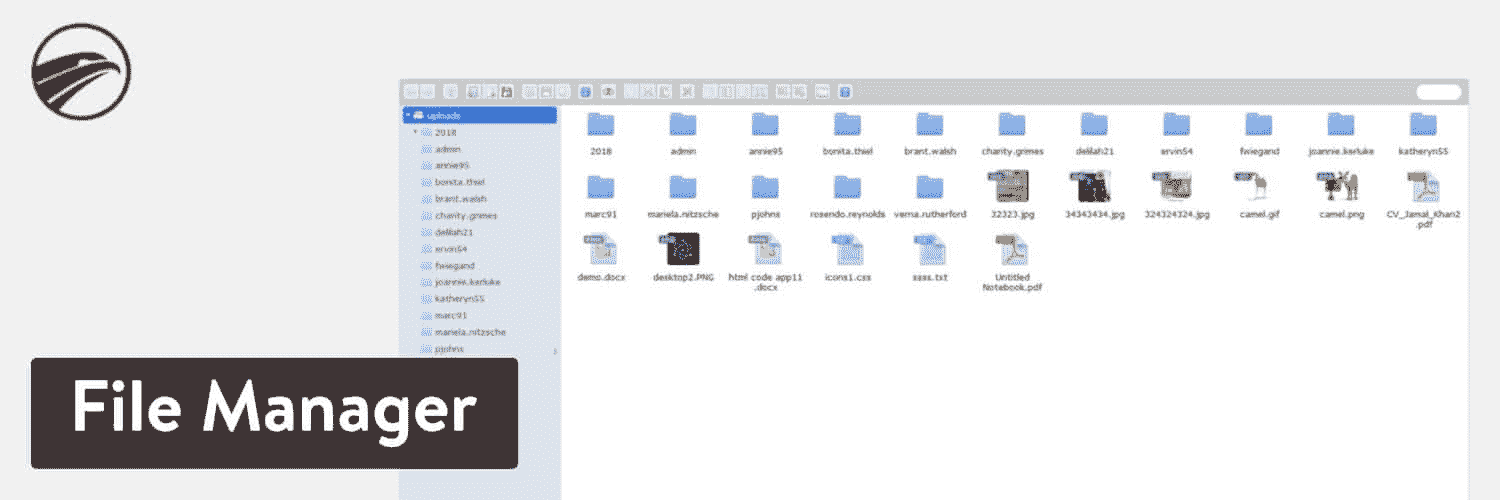 uploads
2018
admin
annie95
bonita.thiel
brant.walsh
charity.grimes
delilah21
ervin54
fwiegand
joannie.kerluke
katheryn55
marc91
mariela.nitzsche
pjohns
2018 admin annie95 bonita.thiel brant.walsh charity.grimes delilah21 ervin54 fwiegand joannie.kerluke katheryn55
marc91 mariela.nitzsche pjohns rosendo.reynolds verna.rutherford 32323.jpg 34343434.jpg 324324324.jpg camel.gif camel.png CV_Jamal_Khan2
.pdf
demo.docx desktop2.PNG html code app11 icons1.css ssss.txt Untitled
.docx Notebook.pdf
File Manager